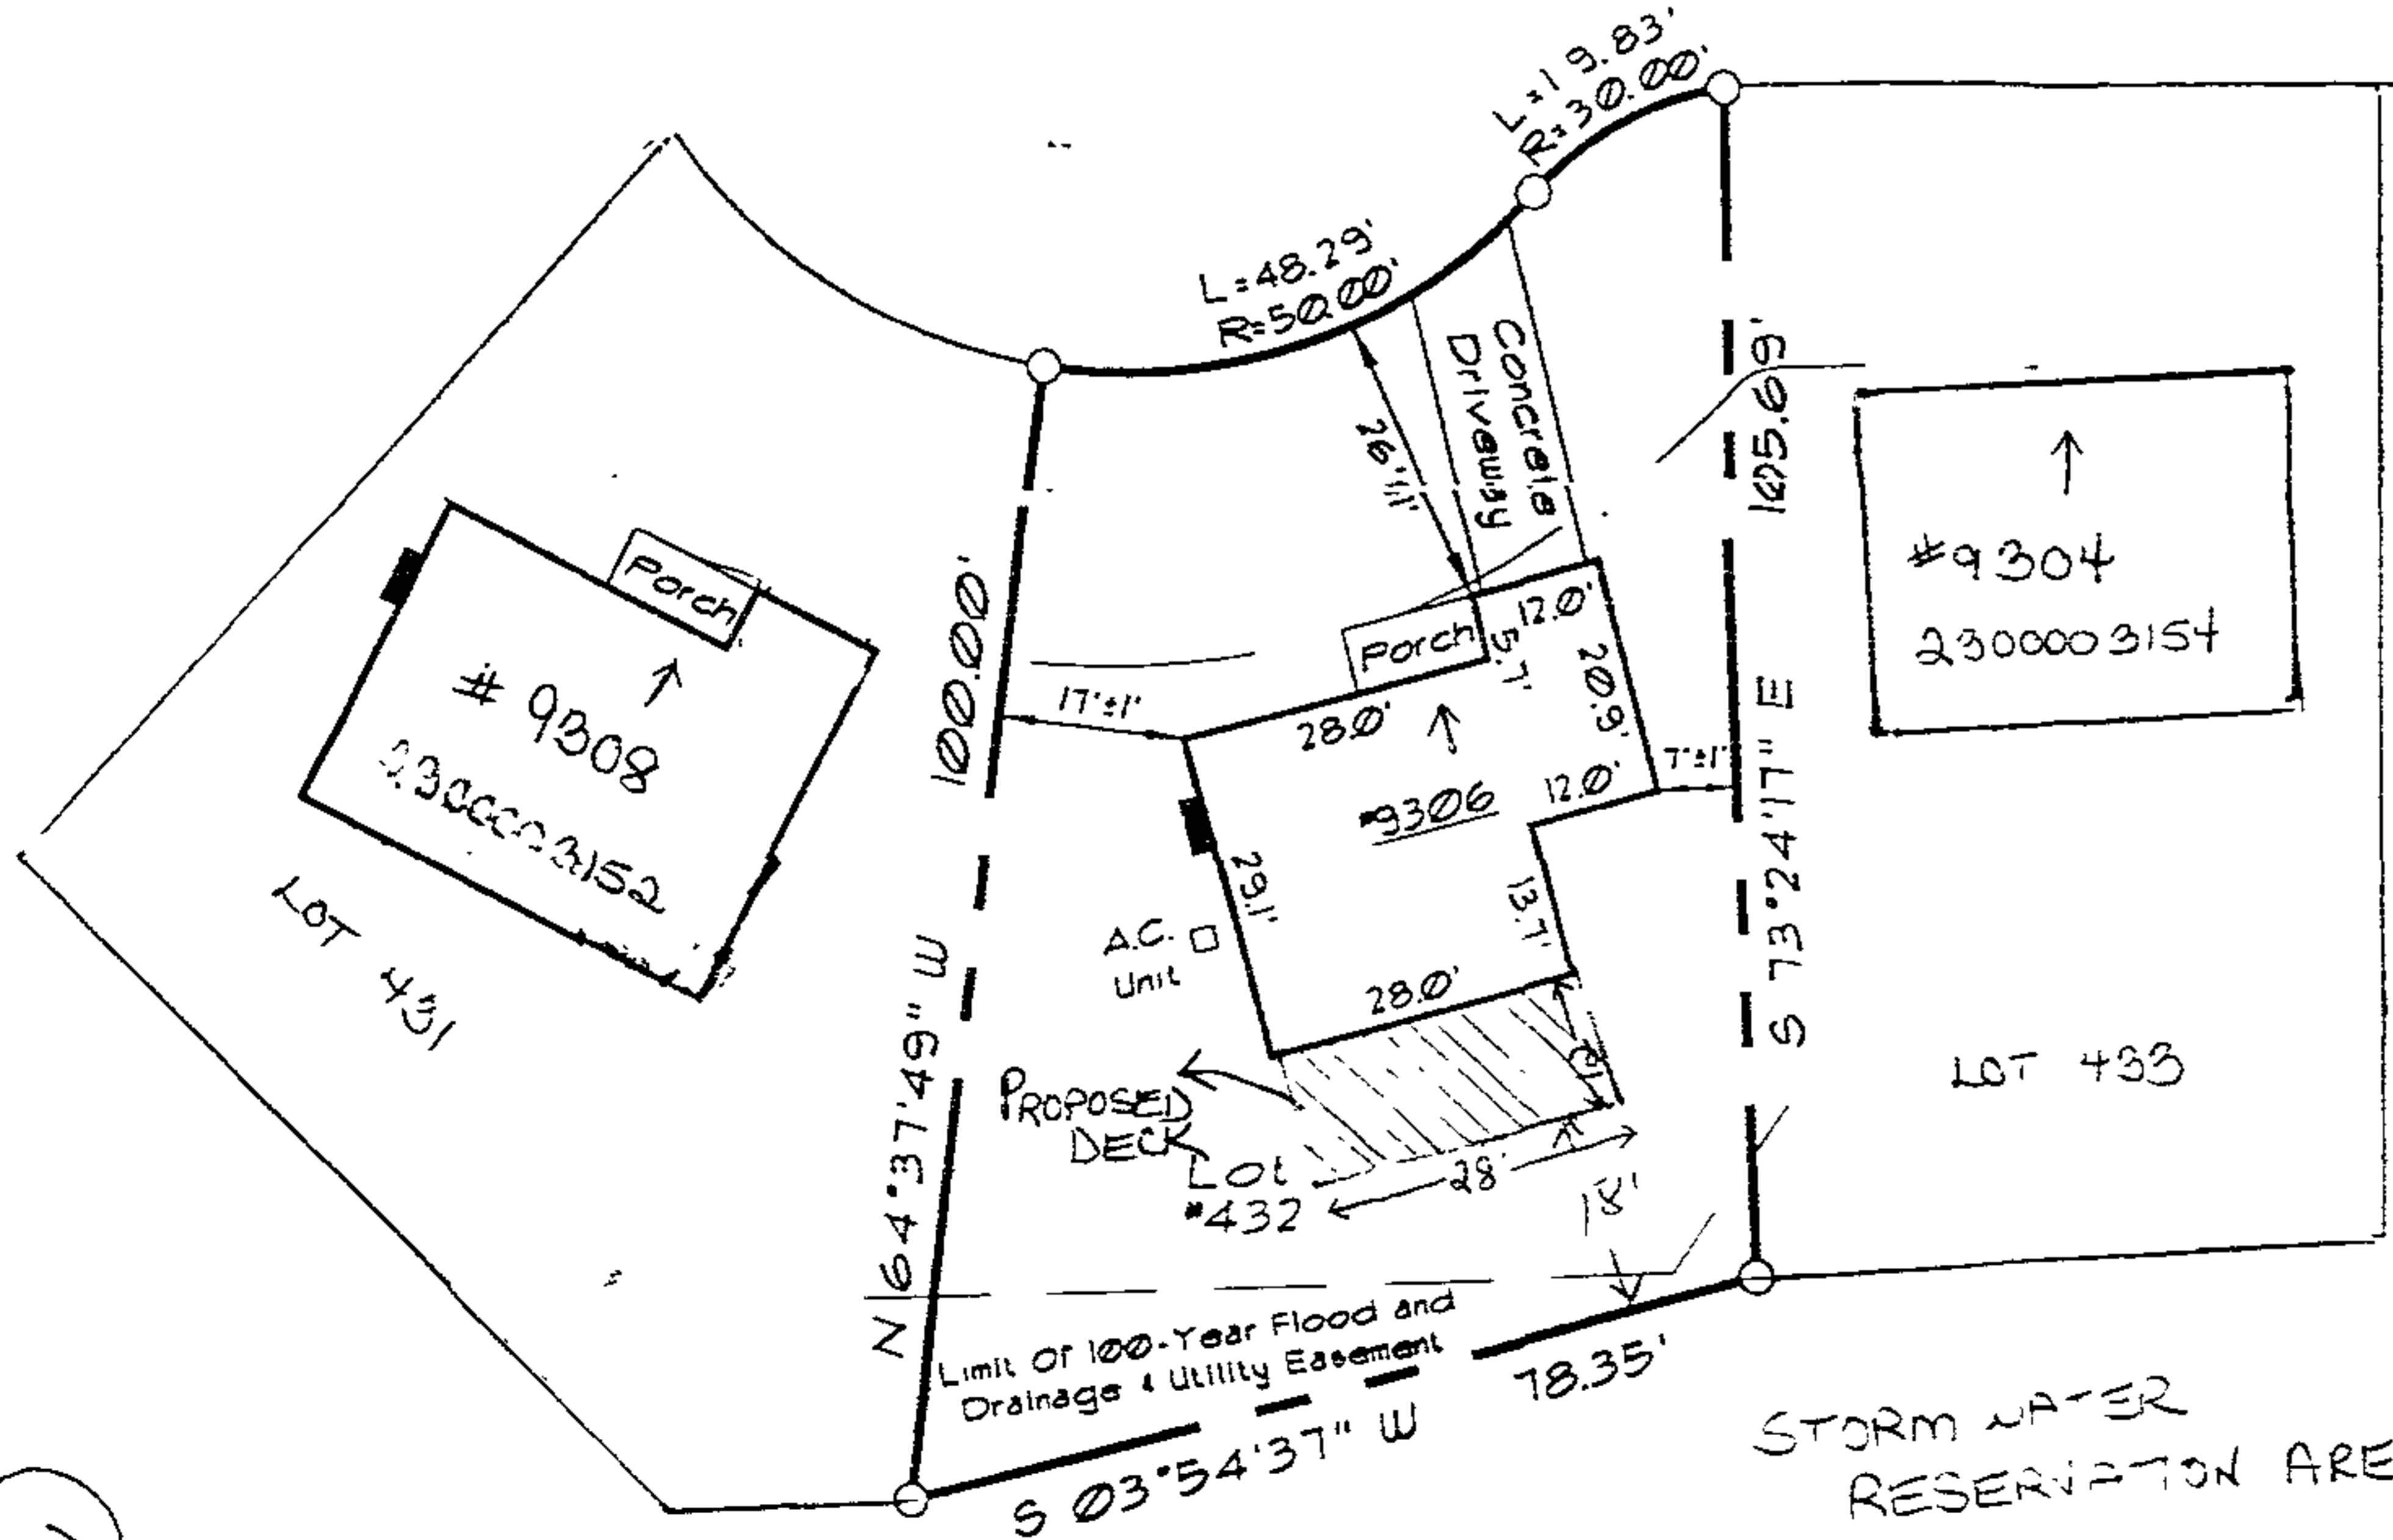 L=19.83'
R=30.00'
L=48.29'
R=50.00'
Concrete
Driveway
26'±1'
105.69'
S 73°24'17" E
#9304
2300003154
LOT 433
Porch
# 9308
2300003152
LOT 431
100.00'
N 64°37'49" W
17'±1'
Porch
12.0'
5.7'
20.9'
28.0'
7'±1'
12.0'
#9306
29.1'
13.7'
A.C.
Unit
28.0'
PROPOSED
DECK
Lot
#432
28'
18'
Limit Of 100-Year Flood and
Drainage & Utility Easement
78.35'
S 03°54'37" W
STORM WATER
RESERVATION ARE